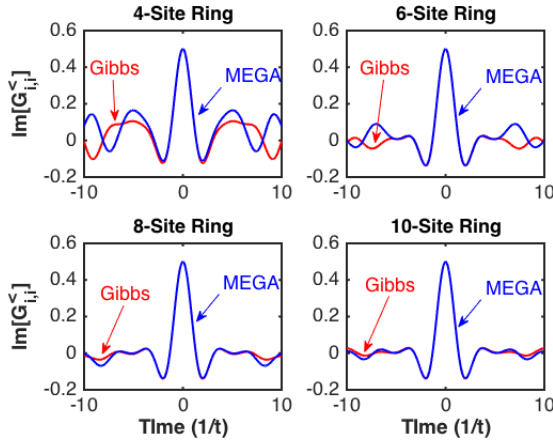 4-Site Ring
6-Site Ring
0.6
0.4
0.2
0
-0.2
Im[G<i,i]
Gibbs
MEGA
-10
0
10
0.6
0.4
0.2
0
-0.2
Gibbs
MEGA
-10
0
10
8-Site Ring
10-Site Ring
0.6
0.4
0.2
0
-0.2
Im[G<i,i]
Gibbs
MEGA
-10
0
10
TIme (1/t)
0.6
0.4
0.2
0
-0.2
Gibbs
MEGA
-10
0
10
TIme (1/t)